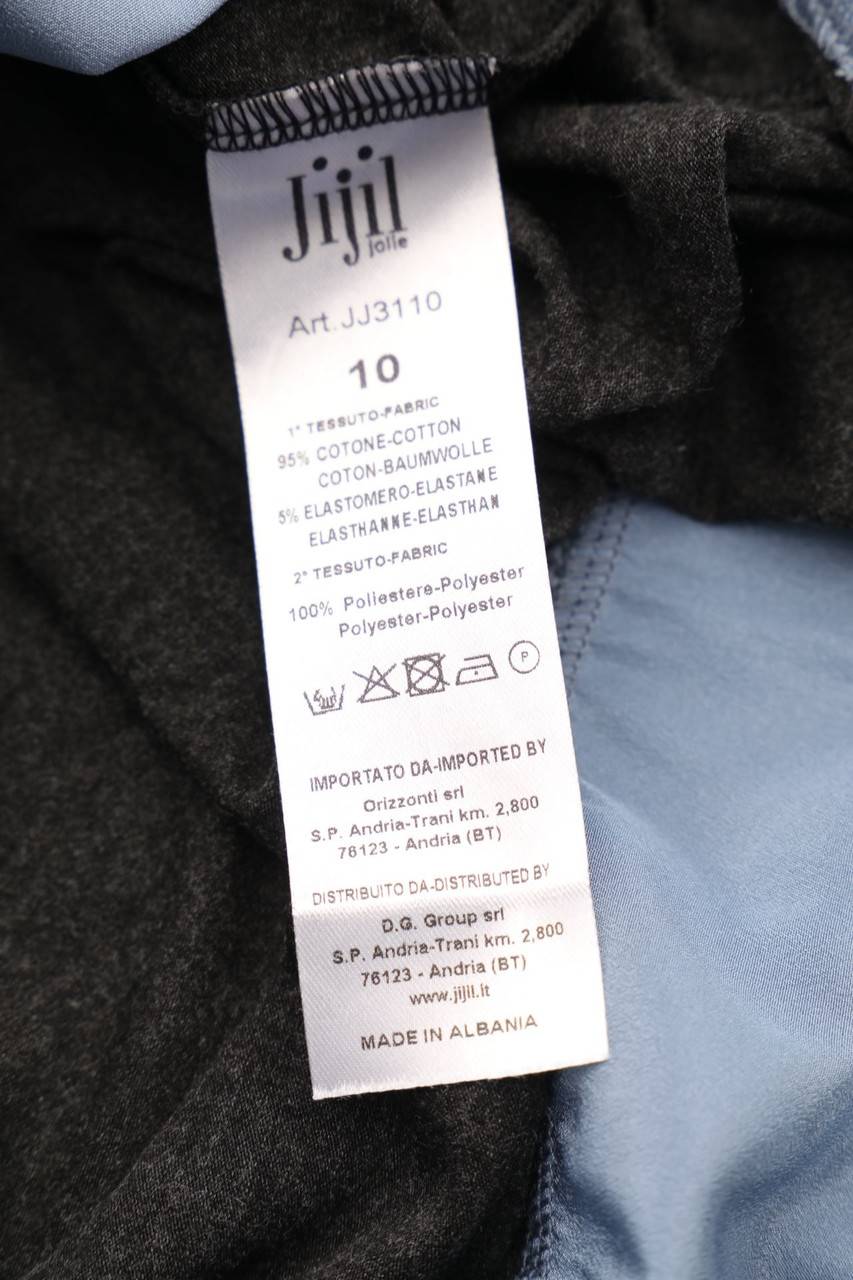 Jijil
jolie
Art.JJ3110
10
1° TESSUTO-FABRIC
95% COTONE-COTTON
COTON-BAUMWOLLE
5% ELASTOMERO-ELASTANE
ELASTHANNE-ELASTHAN
2° TESSUTO-FABRIC
100% Poliestere-Polyester
Polyester-Polyester
P
IMPORTATO DA-IMPORTED BY
Orizzonti srl
S.P. Andria-Trani km. 2,800
76123 - Andria (BT)
DISTRIBUITO DA-DISTRIBUTED BY
D.G. Group srl
S.P. Andria-Trani km. 2,800
76123 - Andria (BT)
www.jijil.it
MADE IN ALBANIA